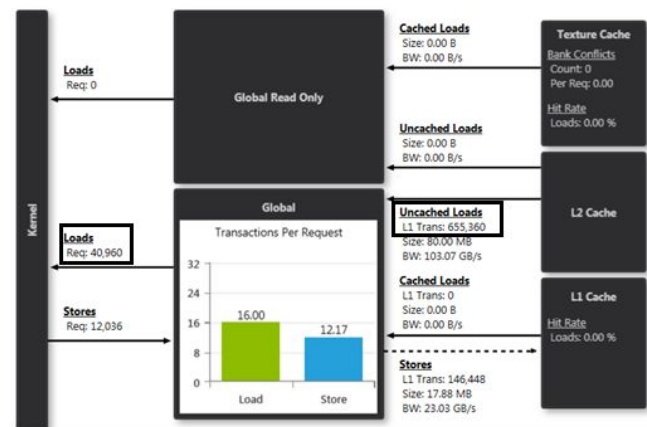 Kernel
Loads
Req: 0
Global Read Only
Cached Loads
Size: 0.00 B
BW: 0.00 B/s
Texture Cache
Bank Conflicts
Count: 0
Per Req: 0.00
Hit Rate
Loads: 0.00 %
Uncached Loads
Size: 0.00 B
BW: 0.00 B/s
L2 Cache
Loads
Req: 40,960
Stores
Req: 12,036
Global
Transactions Per Request
32
24
16
8
0
16.00
12.17
Load
Store
Uncached Loads
L1 Trans: 655,360
Size: 80.00 MB
BW: 103.07 GB/s
Cached Loads
L1 Trans: 0
Size: 0.00 B
BW: 0.00 B/s
L1 Cache
Hit Rate
Loads: 0.00 %
Stores
L1 Trans: 146,448
Size: 17.88 MB
BW: 23.03 GB/s